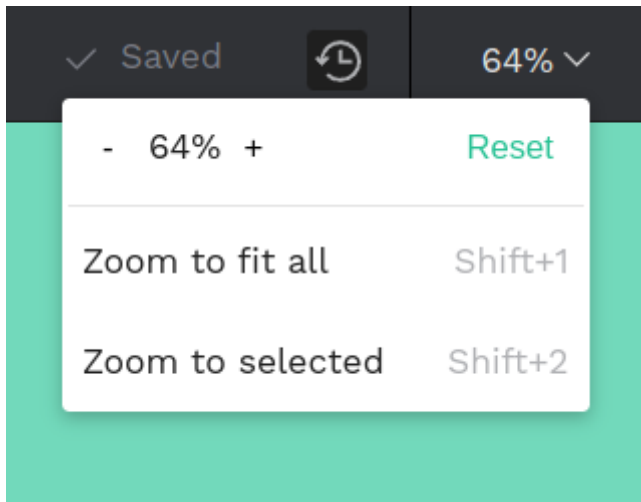 Saved 64%
- 64% + Reset
Zoom to fit all Shift+1
Zoom to selected Shift+2